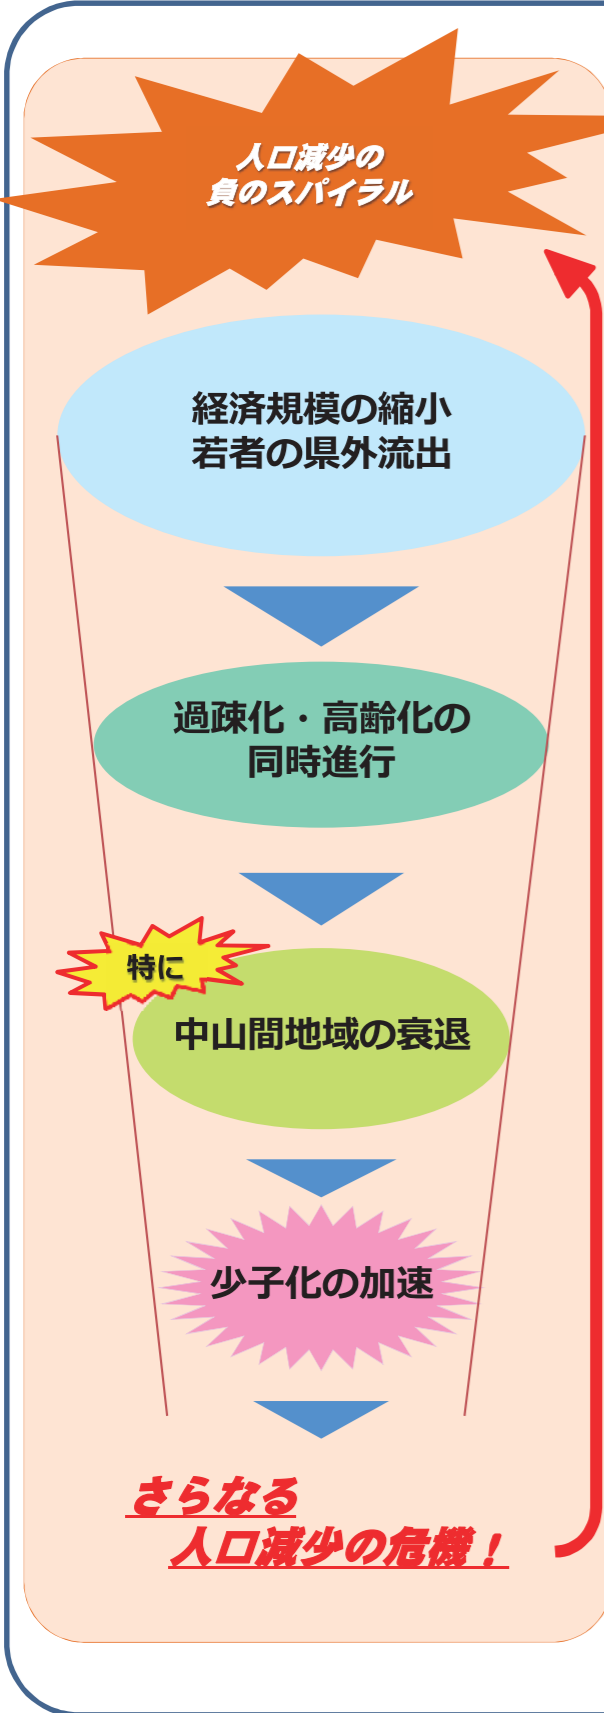 人口減少の
負のスパイラル
経済規模の縮小
若者の県外流出
過疎化・高齢化の
同時進行
特に
中山間地域の衰退
少子化の加速
さらなる
人口減少の危機！